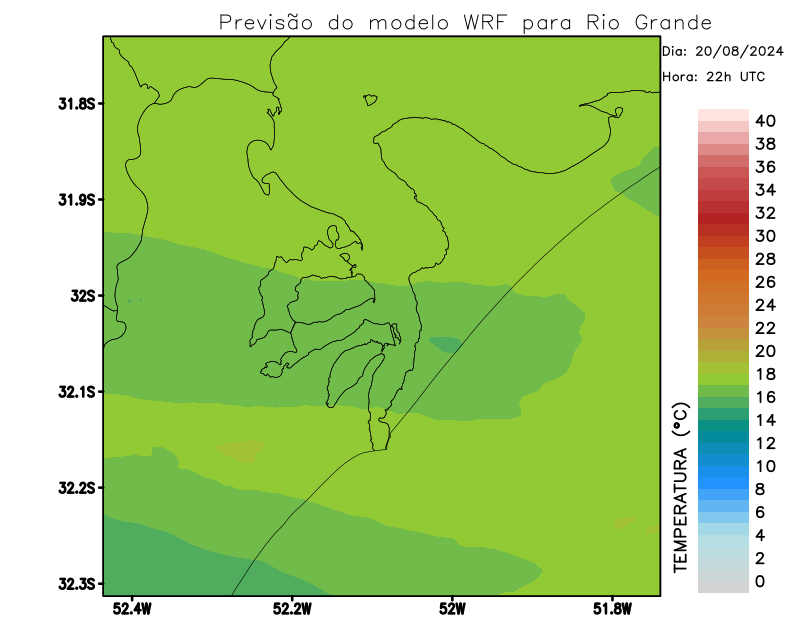 Previsão do modelo WRF para Rio Grande
Dia: 20/08/2024
Hora: 22h UTC
31.8S
31.9S
32S
32.1S
32.2S
32.3S
52.4W
52.2W
52W
51.8W
40
38
36
34
32
30
28
26
24
22
20
18
16
14
12
10
8
6
4
2
0
TEMPERATURA (°C)